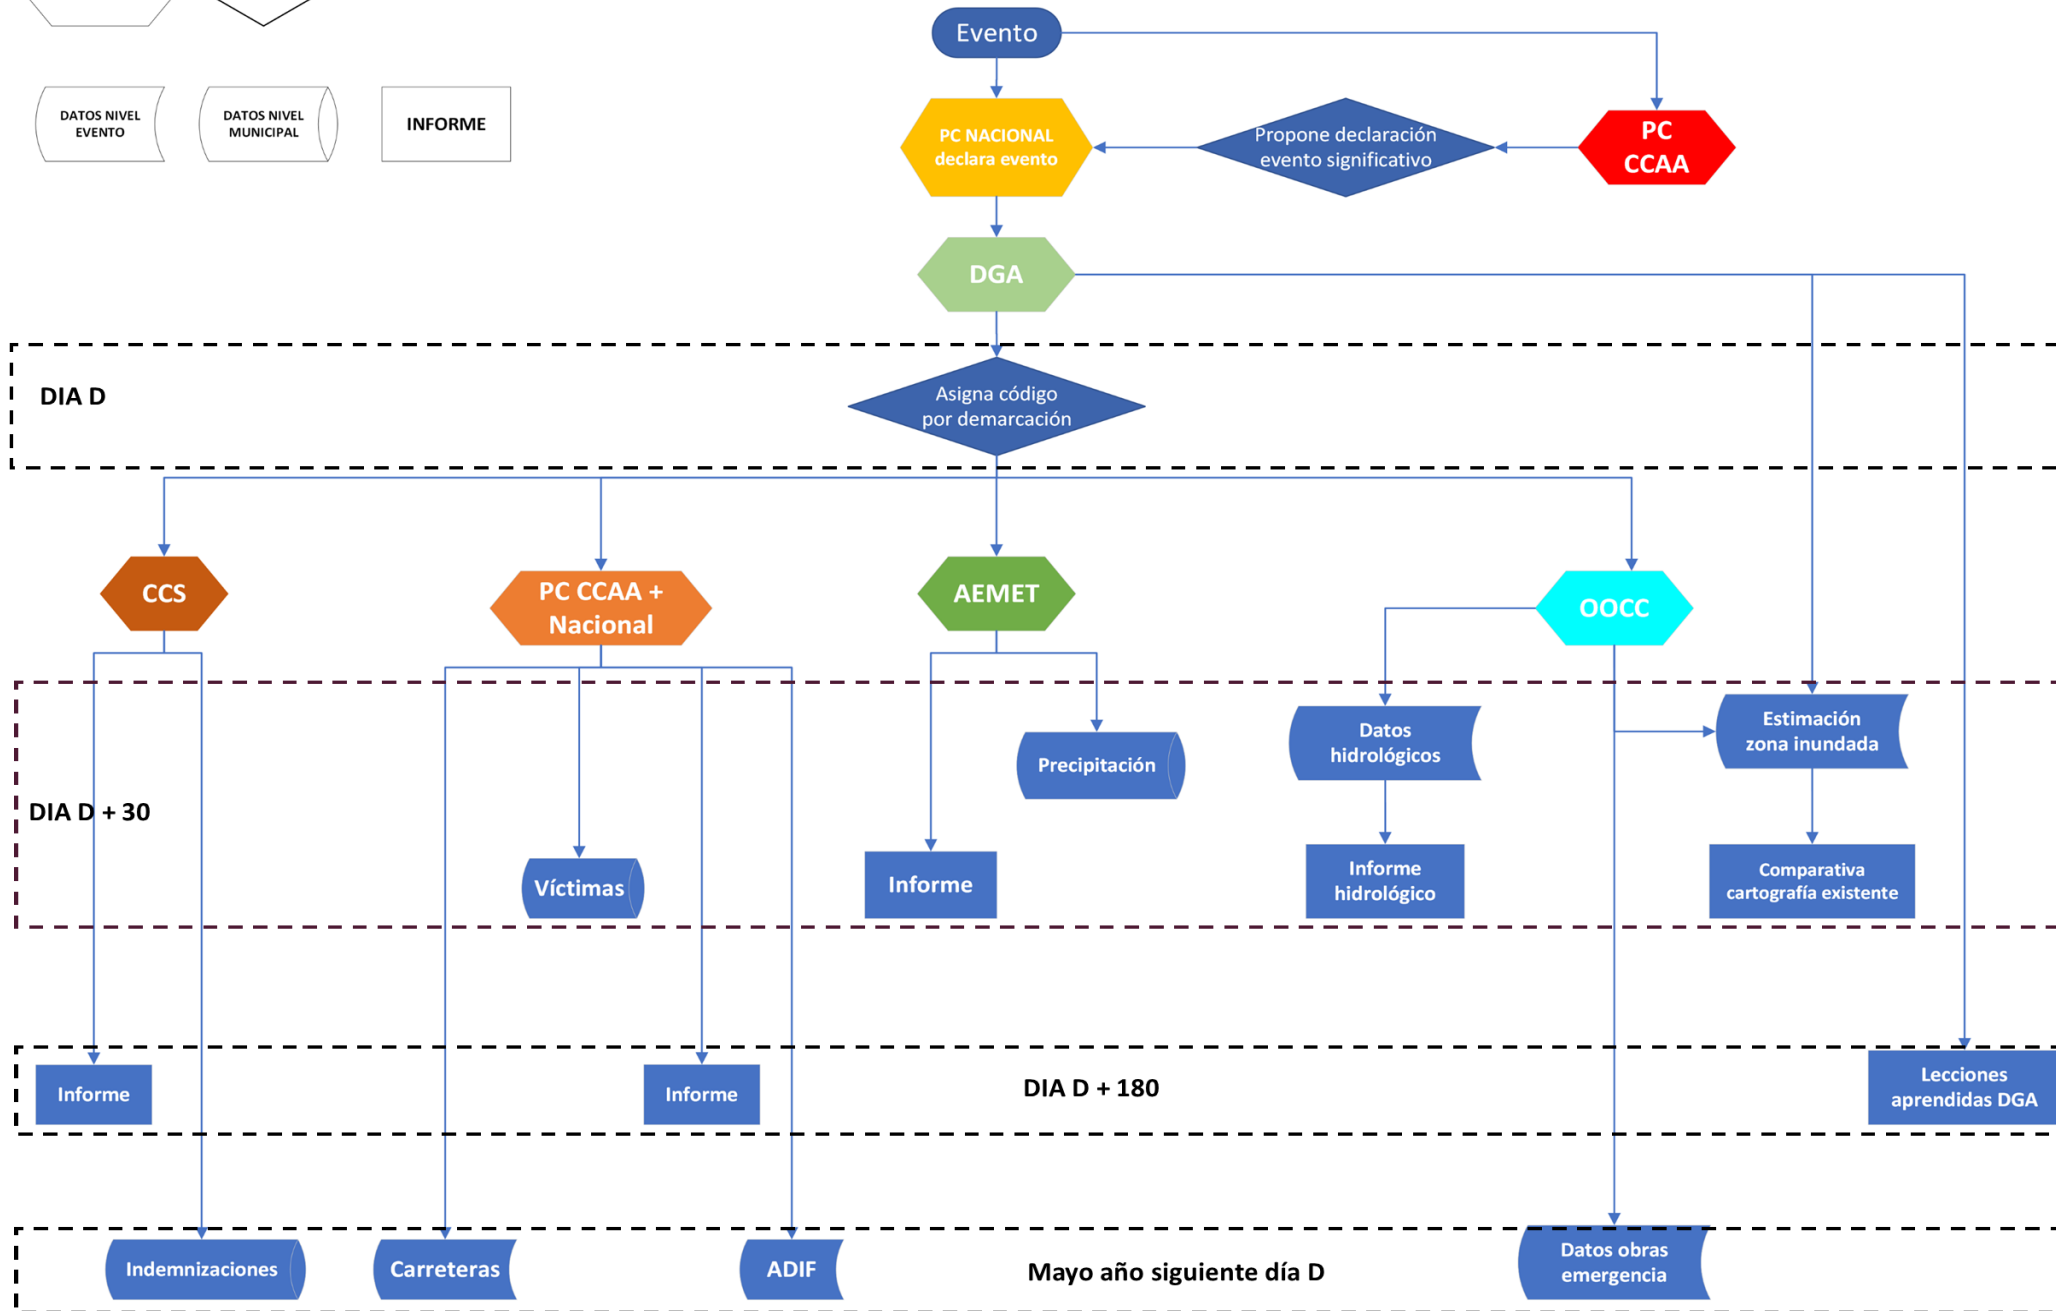 Evento
DATOS NIVEL
EVENTO
DATOS NIVEL
MUNICIPAL
INFORME
PC NACIONAL
declara evento
Propone declaración
evento significativo
PC
CCAA
DGA
DIA D
Asigna código
por demarcación
CCS
PC CCAA +
Nacional
AEMET
OOCC
Estimación
zona inundada
Datos
hidrológicos
Precipitación
DIA D + 30
Víctimas
Informe
Informe
hidrológico
Comparativa
cartografía existente
Informe
Informe
DIA D + 180
Lecciones
aprendidas DGA
Indemnizaciones
Carreteras
ADIF
Mayo año siguiente día D
Datos obras
emergencia